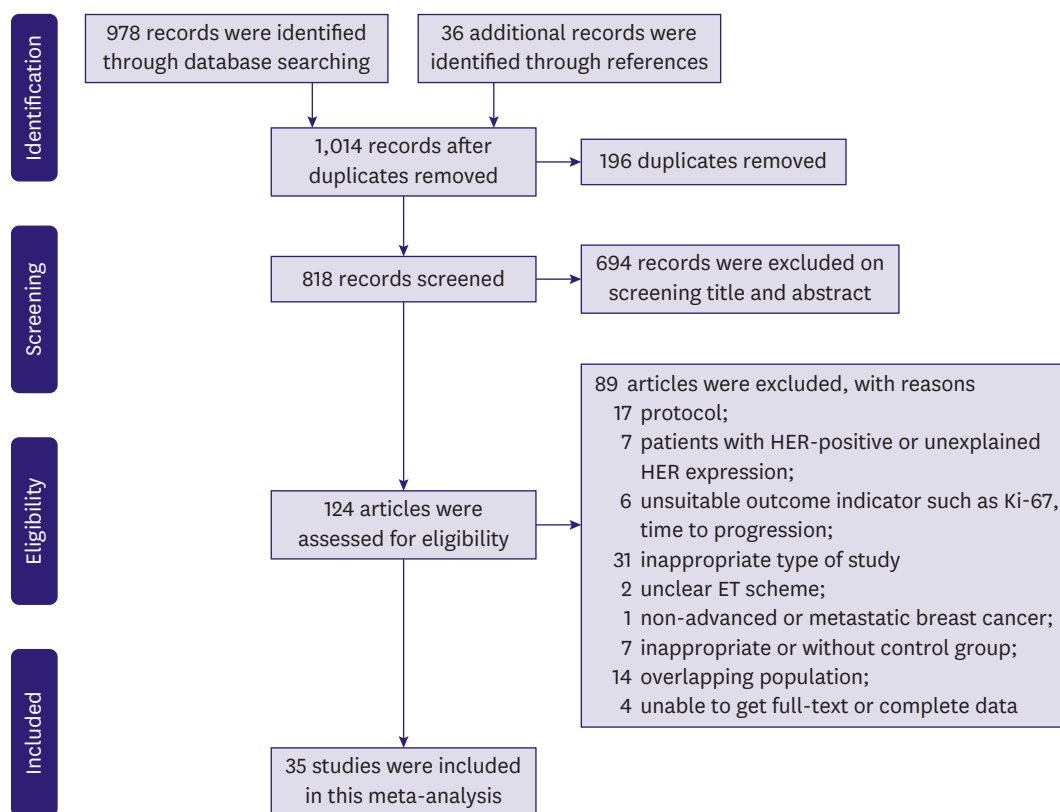 Identification
978 records were identified
through database searching
36 additional records were
identified through references
1,014 records after
duplicates removed
196 duplicates removed
Screening
818 records screened
694 records were excluded on
screening title and abstract
Eligibility
124 articles were
assessed for eligibility
89 articles were excluded, with reasons
17 protocol;
7 patients with HER-positive or unexplained
HER expression;
6 unsuitable outcome indicator such as Ki-67,
time to progression;
31 inappropriate type of study
2 unclear ET scheme;
1 non-advanced or metastatic breast cancer;
7 inappropriate or without control group;
14 overlapping population;
4 unable to get full-text or complete data
Included
35 studies were included
in this meta-analysis